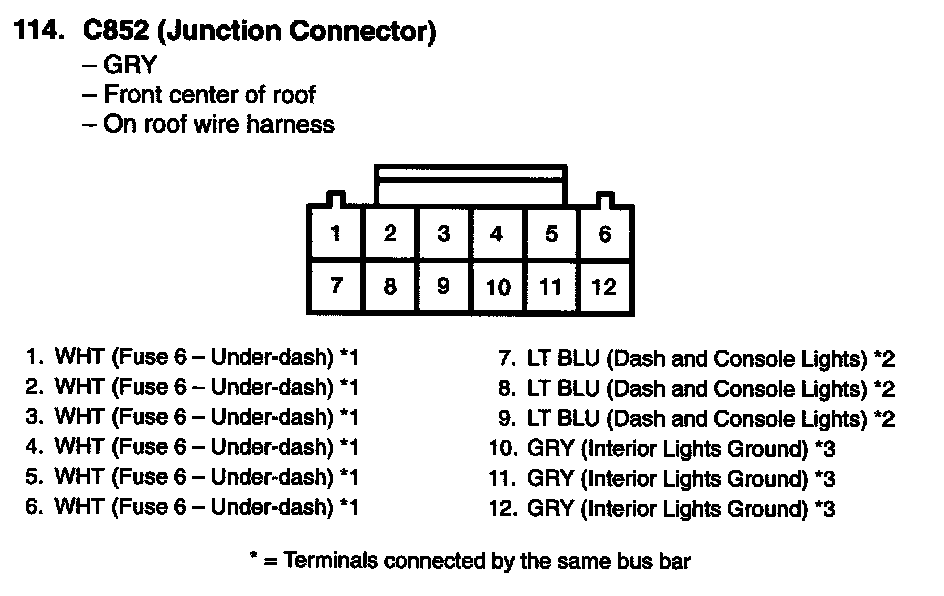 114. C852 (Junction Connector)
– GRY
– Front center of roof
– On roof wire harness
1 2 3 4 5 6
7 8 9 10 11 12
1. WHT (Fuse 6 – Under-dash) *1
2. WHT (Fuse 6 – Under-dash) *1
3. WHT (Fuse 6 – Under-dash) *1
4. WHT (Fuse 6 – Under-dash) *1
5. WHT (Fuse 6 – Under-dash) *1
6. WHT (Fuse 6 – Under-dash) *1
7. LT BLU (Dash and Console Lights) *2
8. LT BLU (Dash and Console Lights) *2
9. LT BLU (Dash and Console Lights) *2
10. GRY (Interior Lights Ground) *3
11. GRY (Interior Lights Ground) *3
12. GRY (Interior Lights Ground) *3
* = Terminals connected by the same bus bar